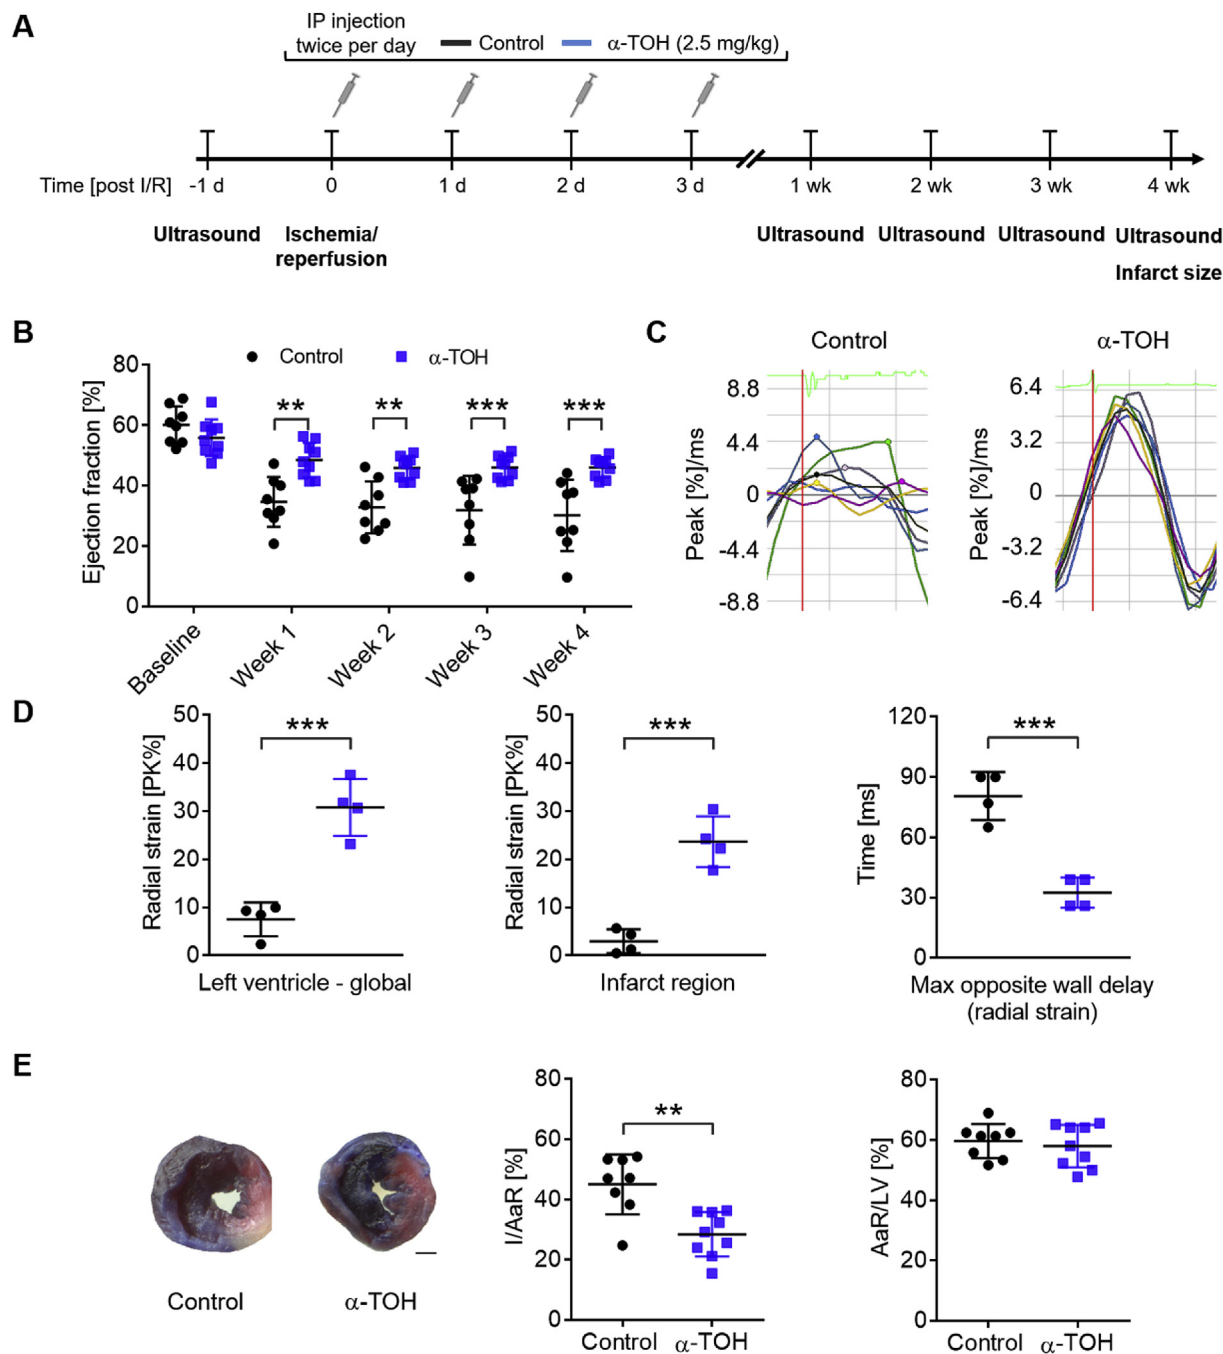 A
IP injection
twice per day
Control
α-TOH (2.5 mg/kg)
Time [post I/R]
-1 d
0
1 d
2 d
3 d
1 wk
2 wk
3 wk
4 wk
Ultrasound
Ischemia/
reperfusion
Ultrasound
Ultrasound
Ultrasound
Ultrasound
Infarct size
B
Control
α-TOH
Ejection fraction [%]
80
60
40
20
0
**
**
***
***
Baseline
Week 1
Week 2
Week 3
Week 4
C
Control
Peak [%]/ms
8.8
4.4
0
-4.4
-8.8
α-TOH
Peak [%]/ms
6.4
3.2
0
-3.2
-6.4
D
Radial strain [PK%]
50
40
30
20
10
0
***
Left ventricle - global
Radial strain [PK%]
50
40
30
20
10
0
***
Infarct region
Time [ms]
120
90
60
30
0
***
Max opposite wall delay
(radial strain)
E
Control
α-TOH
I/AaR [%]
80
60
40
20
0
**
Control
α-TOH
AaR/LV [%]
80
60
40
20
0
Control
α-TOH